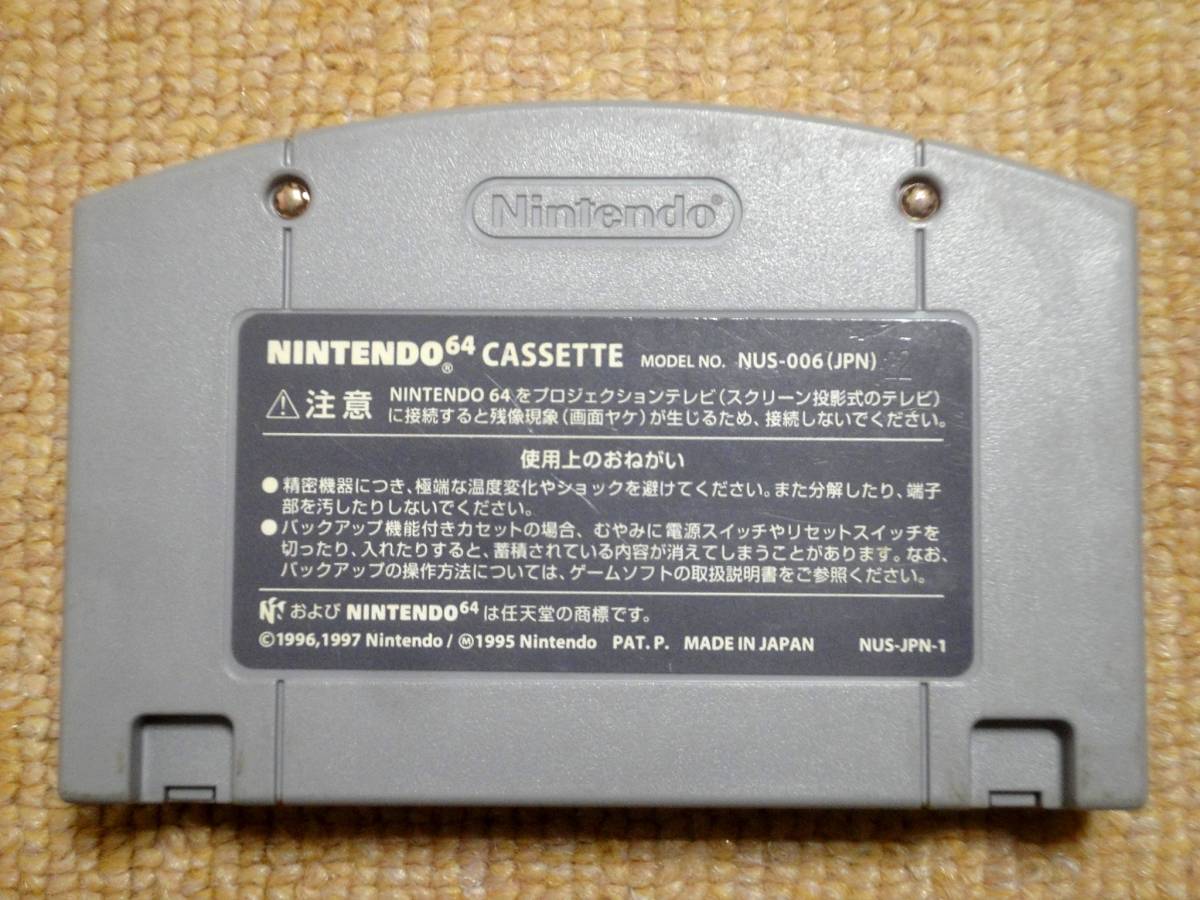 Nintendo®
NINTENDO64® CASSETTE MODEL NO. NUS-006(JPN)
⚠注意 NINTENDO 64をプロジェクションテレビ(スクリーン投影式のテレビ)
に接続すると残像現象(画面ヤケ)が生じるため、接続しないでください。
使用上のおねがい
●精密機器につき、極端な温度変化やショックを避けてください。また分解したり、端子
部を汚したりしないでください。
●バックアップ機能付きカセットの場合、むやみに電源スイッチやリセットスイッチを
切ったり、入れたりすると、蓄積されている内容が消えてしまうことがあります。なお、
バックアップの操作方法については、ゲームソフトの取扱説明書をご参照ください。
および NINTENDO64 は任天堂の商標です。
©1996,1997 Nintendo / Ⓜ1995 Nintendo PAT. P. MADE IN JAPAN NUS-JPN-1